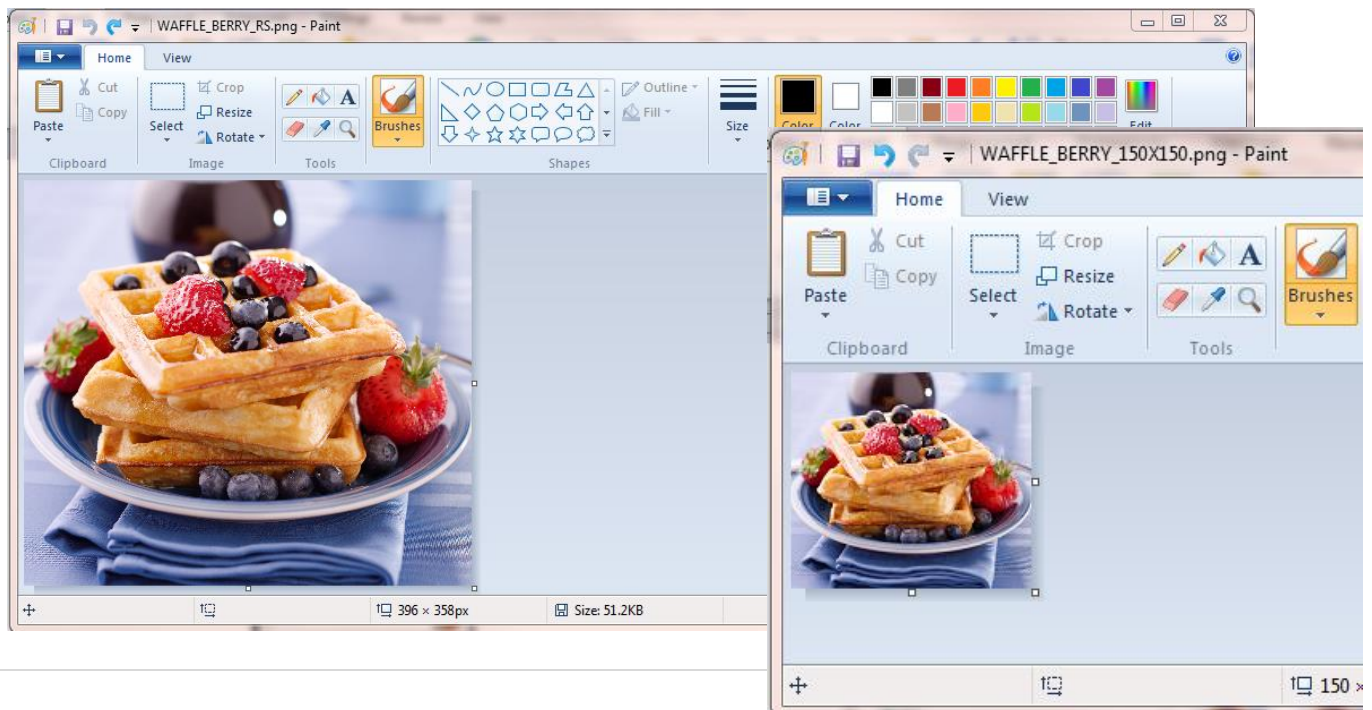 WAFFLE_BERRY_RS.png - Paint
Home View
Cut
Copy
Paste
Clipboard
Crop
Resize
Rotate
Select
Image
A
Tools
Brushes
Outline
Fill
Shapes
Size
Color Color
Edit
396 × 358px
Size: 51.2KB
WAFFLE_BERRY_150X150.png - Paint
Home View
Cut
Copy
Paste
Clipboard
Crop
Resize
Rotate
Select
Image
A
Tools
Brushes
150 ×